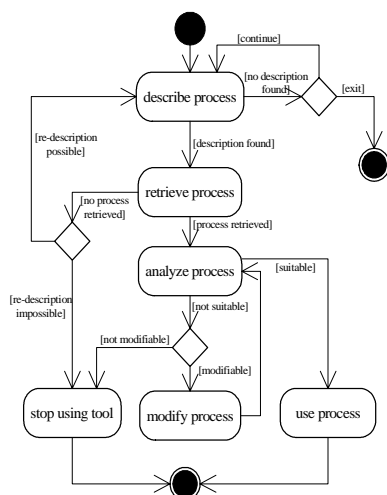 [continue]
describe process
[no description
found]
[exit]
[re-description
possible]
[description found]
retrieve process
[no process
retrieved]
[process retrieved]
analyze process
[suitable]
[re-description
impossible]
[not suitable]
[not modifiable]
[modifiable]
stop using tool
modify process
use process